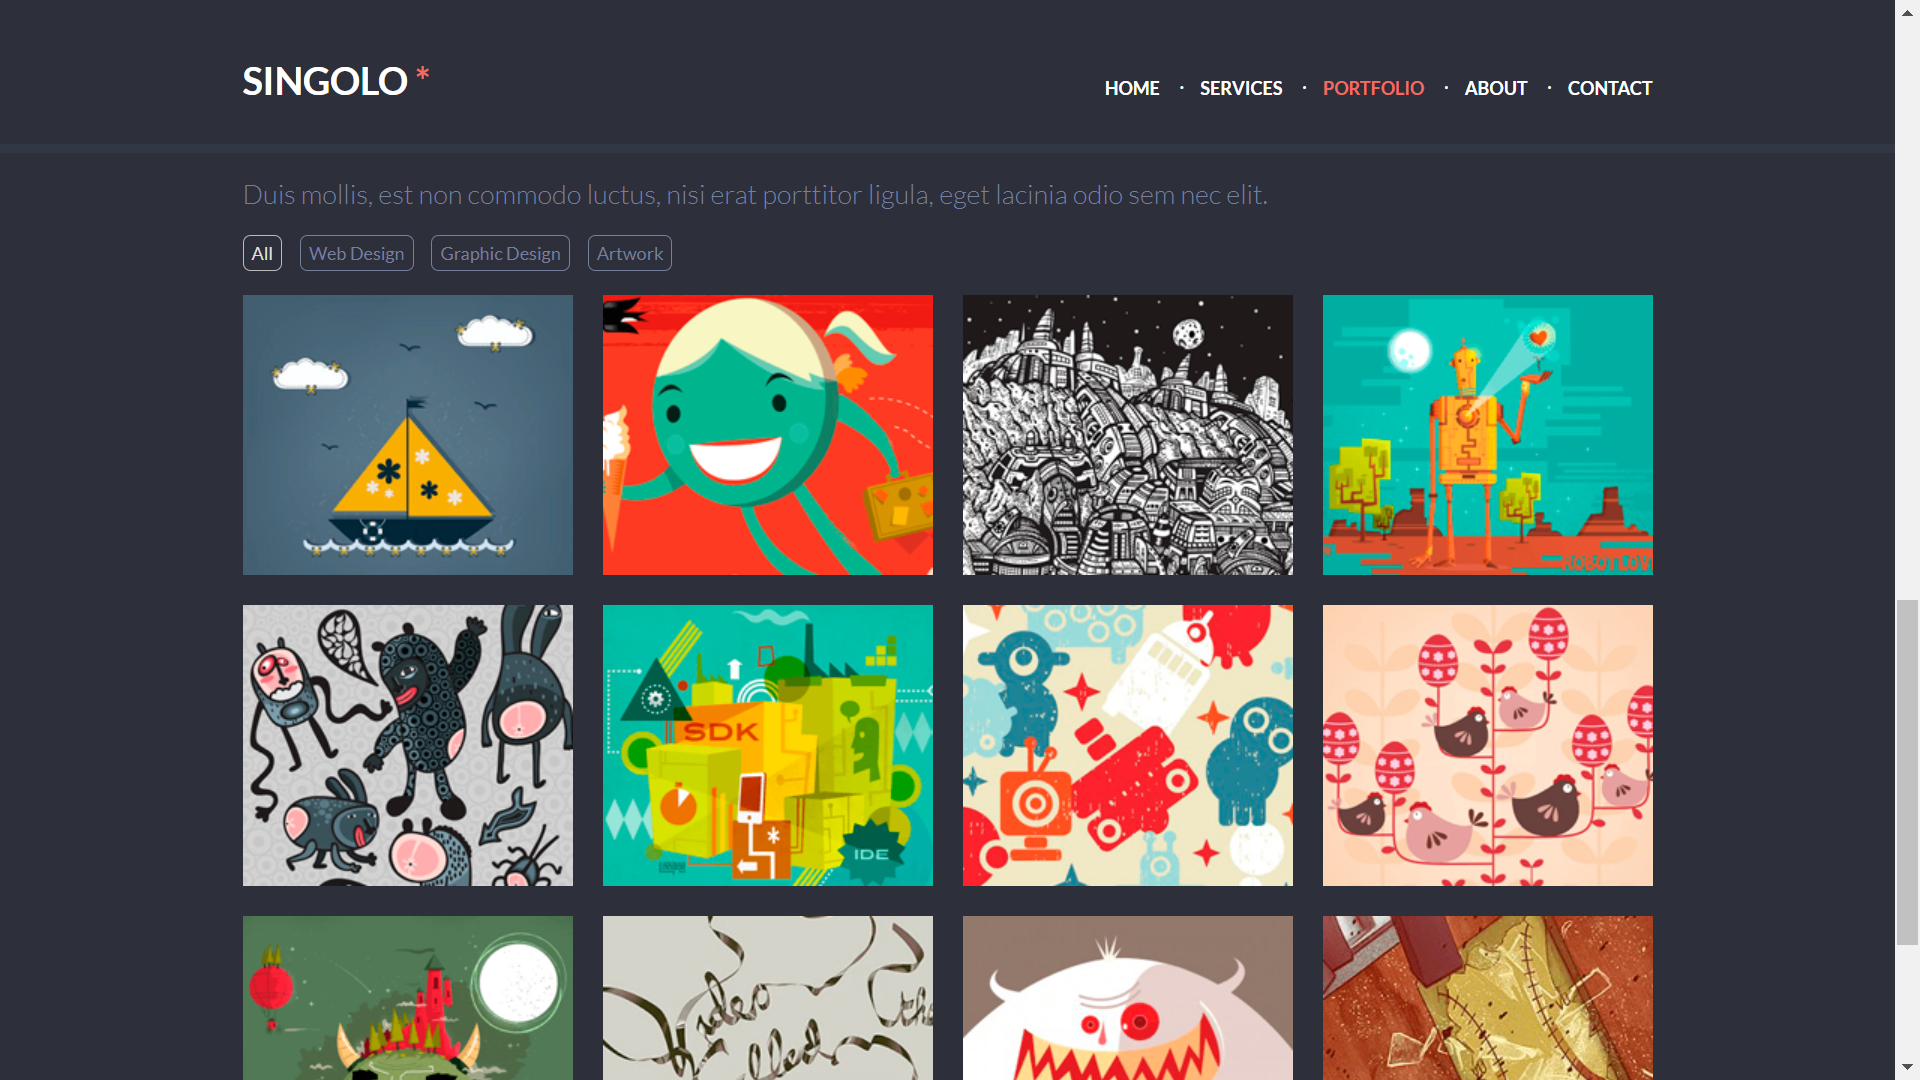 SINGOLO *
HOME · SERVICES · PORTFOLIO · ABOUT · CONTACT
Duis mollis, est non commodo luctus, nisi erat porttitor ligula, eget lacinia odio sem nec elit.
All Web Design Graphic Design Artwork
ROBOTLOV
SDK
IDE